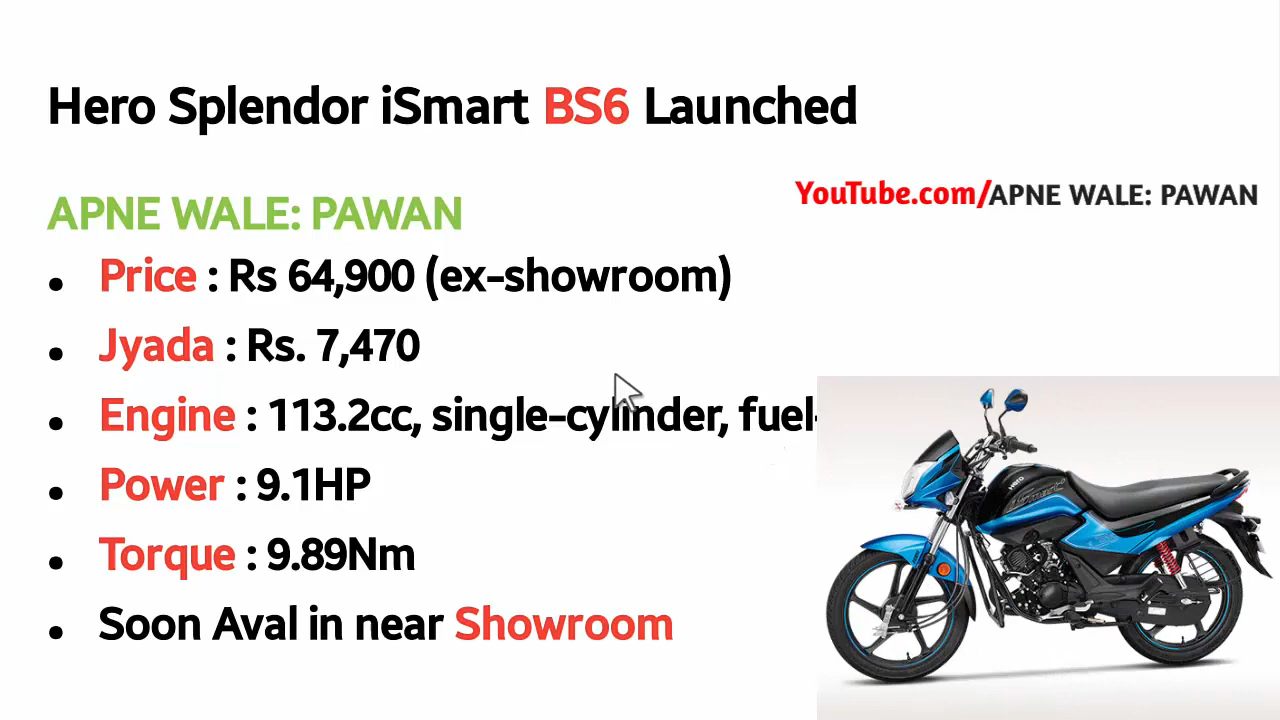 Hero Splendor iSmart BS6 Launched
YouTube.com/APNE WALE: PAWAN
APNE WALE: PAWAN
• Price : Rs 64,900 (ex-showroom)
• Jyada : Rs. 7,470
• Engine : 113.2cc, single-cylinder, fuel-
• Power : 9.1HP
• Torque : 9.89Nm
• Soon Aval in near Showroom
HERO
iSmart